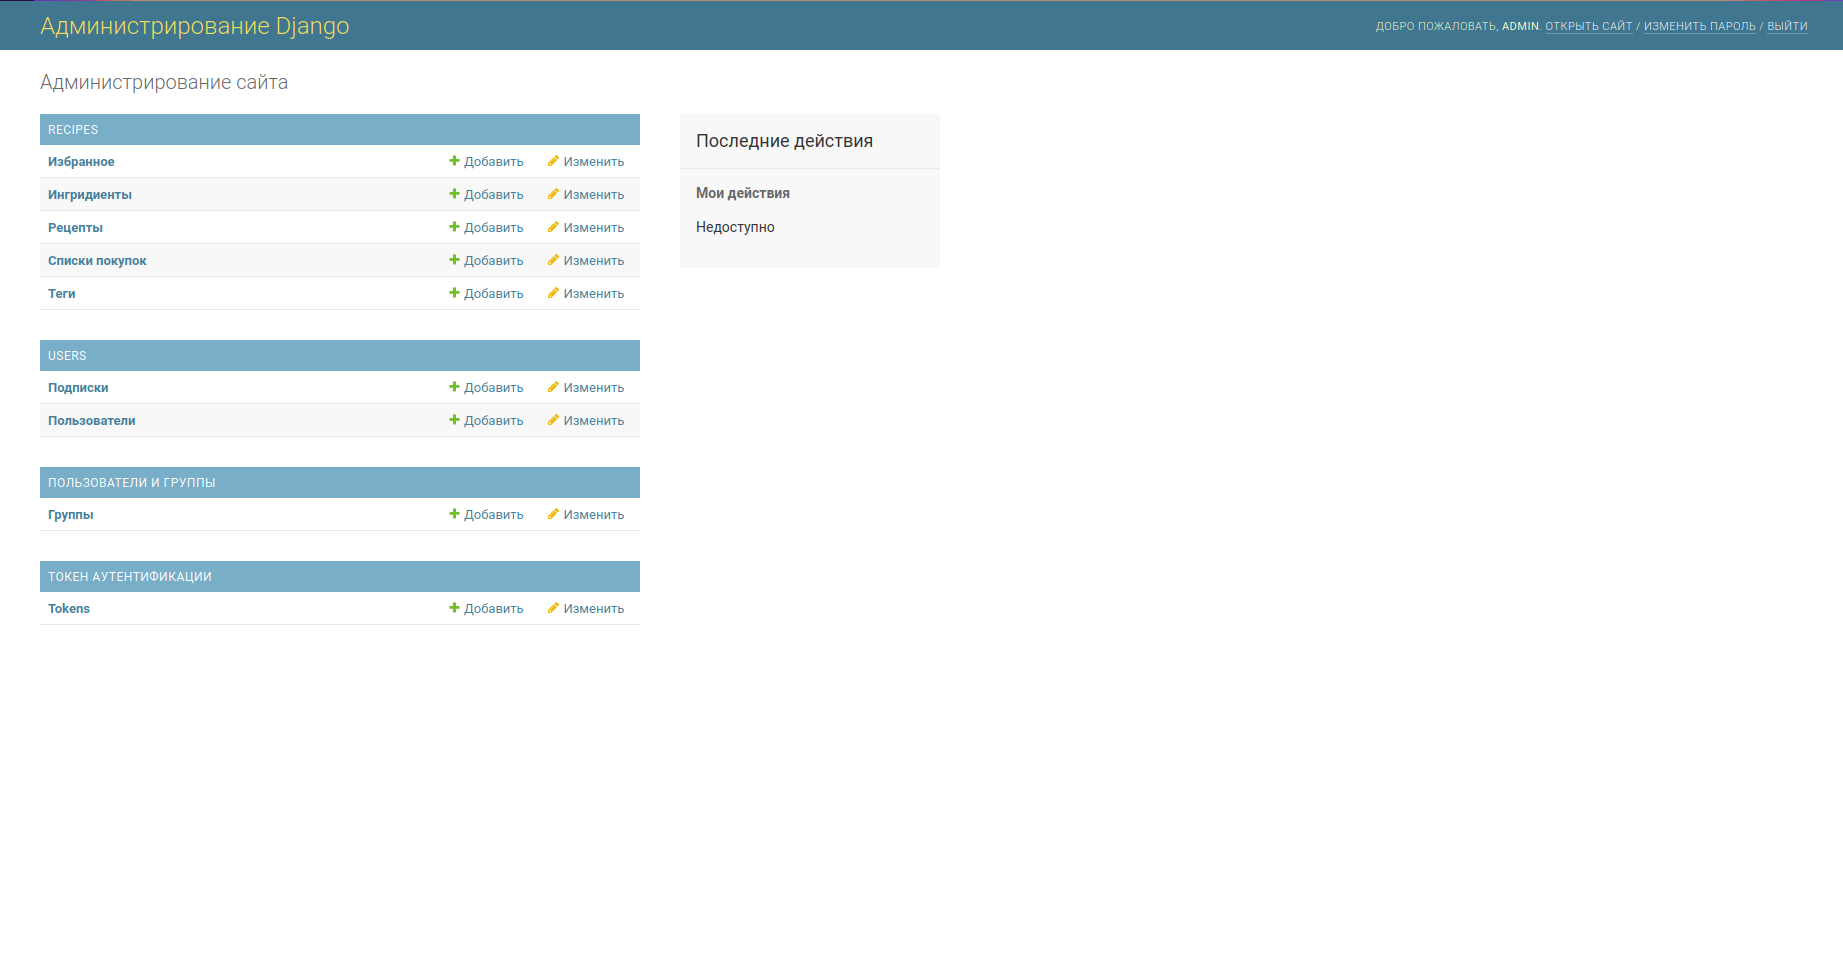 Администрирование Django
ДОБРО ПОЖАЛОВАТЬ, ADMIN. ОТКРЫТЬ САЙТ / ИЗМЕНИТЬ ПАРОЛЬ / ВЫЙТИ
Администрирование сайта
RECIPES
Избранное Добавить Изменить
Ингридиенты Добавить Изменить
Рецепты Добавить Изменить
Списки покупок Добавить Изменить
Теги Добавить Изменить
USERS
Подписки Добавить Изменить
Пользователи Добавить Изменить
ПОЛЬЗОВАТЕЛИ И ГРУППЫ
Группы Добавить Изменить
ТОКЕН АУТЕНТИФИКАЦИИ
Tokens Добавить Изменить
Последние действия
Мои действия
Недоступно